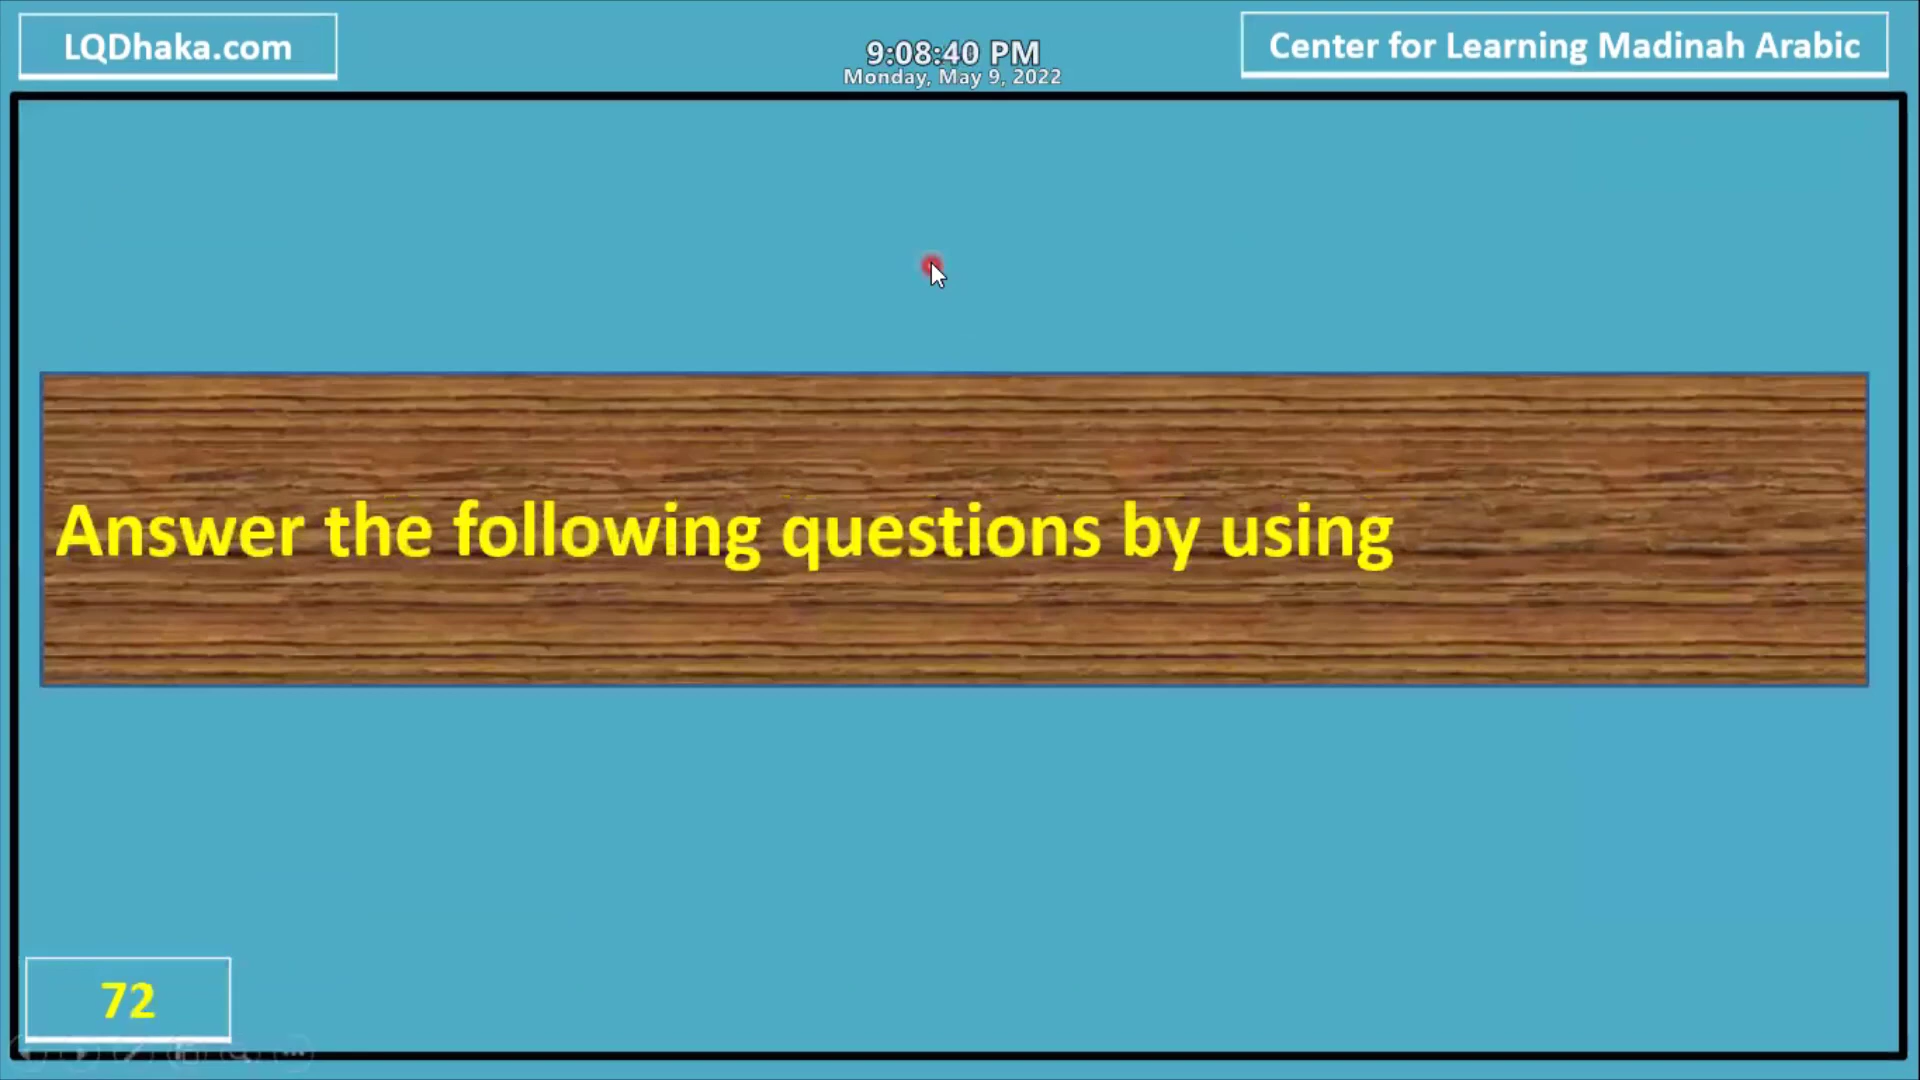 LQDhaka.com
9:08:40 PM
Monday, May 9, 2022
Center for Learning Madinah Arabic
Answer the following questions by using
72